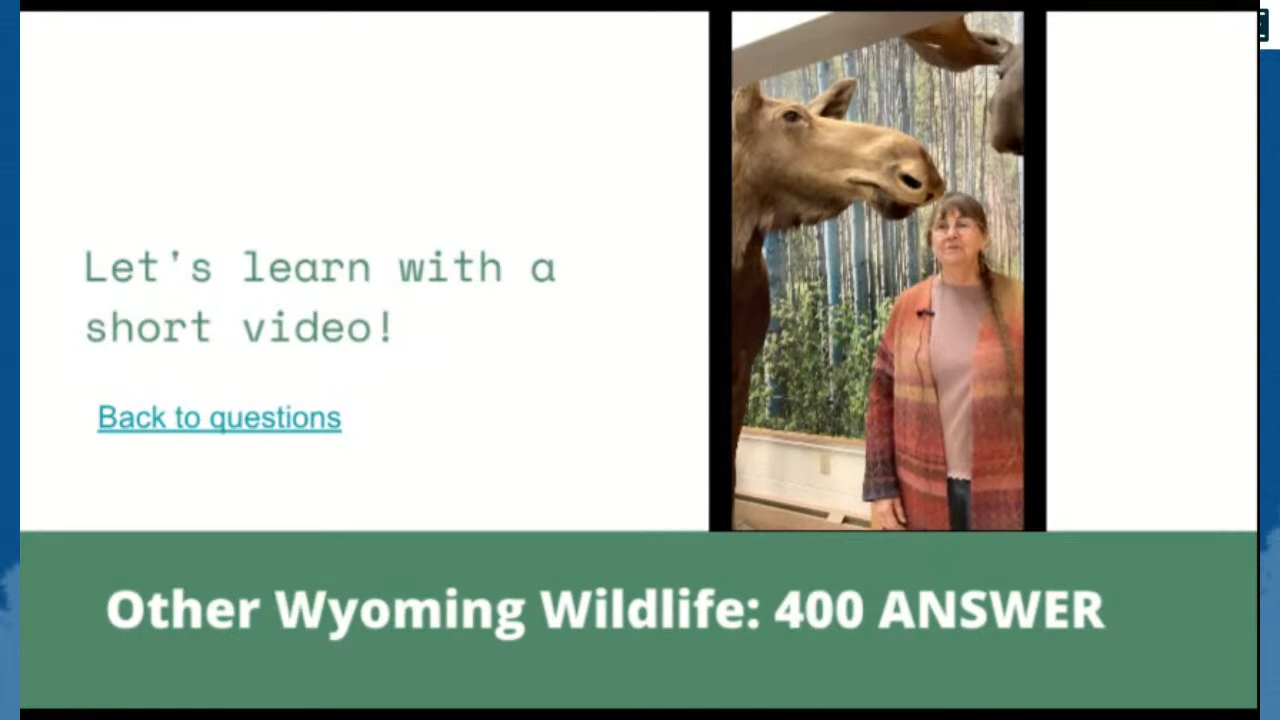 Let's learn with a
short video!
Back to questions
Other Wyoming Wildlife: 400 ANSWER